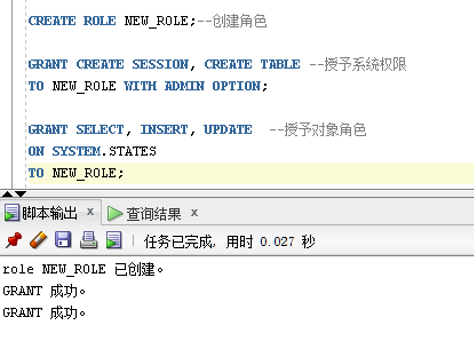 CREATE ROLE NEW_ROLE;--创建角色
GRANT CREATE SESSION, CREATE TABLE --授予系统权限
TO NEW_ROLE WITH ADMIN OPTION;
GRANT SELECT, INSERT, UPDATE --授予对象角色
ON SYSTEM.STATES
TO NEW_ROLE;
脚本输出 x 查询结果 x
任务已完成, 用时 0.027 秒
role NEW_ROLE 已创建。
GRANT 成功。
GRANT 成功。